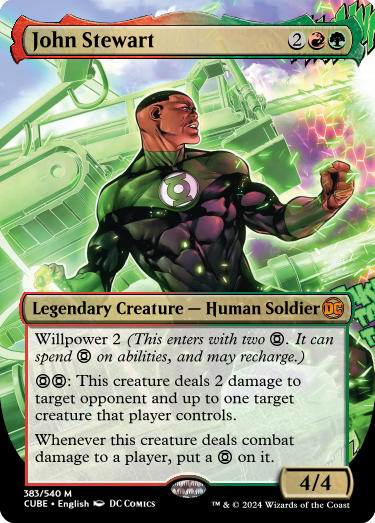 John Stewart 2
Legendary Creature — Human Soldier DC
Willpower 2 (This enters with two . It can
spend on abilities, and may recharge.)
: This creature deals 2 damage to
target opponent and up to one target
creature that player controls.
Whenever this creature deals combat
damage to a player, put a on it.
4/4
383/540 M
CUBE • English DC COMICS
™ & © 2024 Wizards of the Coast